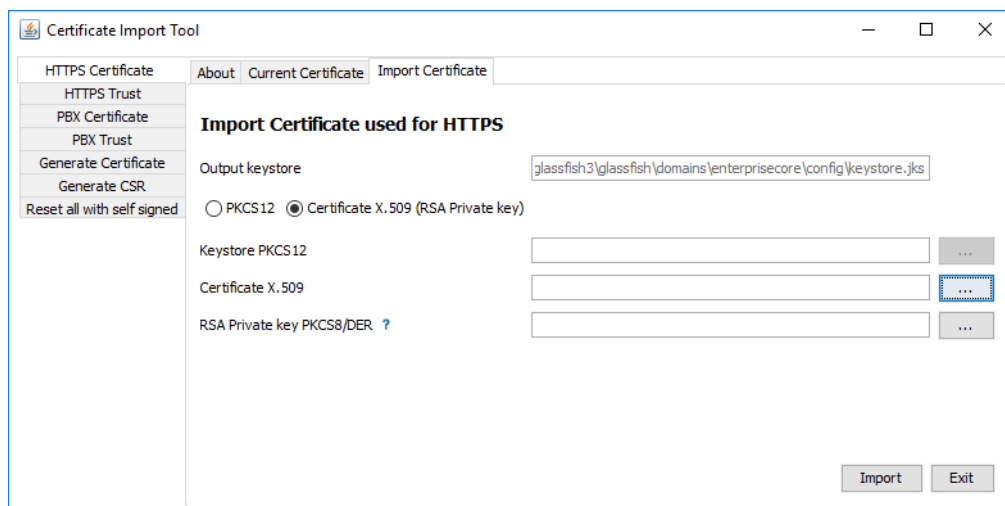 Certificate Import Tool
HTTPS Certificate
HTTPS Trust
PBX Certificate
PBX Trust
Generate Certificate
Generate CSR
Reset all with self signed
About Current Certificate Import Certificate
Import Certificate used for HTTPS
Output keystore glassfish3\glassfish\domains\enterprisecore\config\keystore.jks
PKCS12 Certificate X.509 (RSA Private key)
Keystore PKCS12 ...
Certificate X.509 ...
RSA Private key PKCS8/DER ? ...
Import Exit